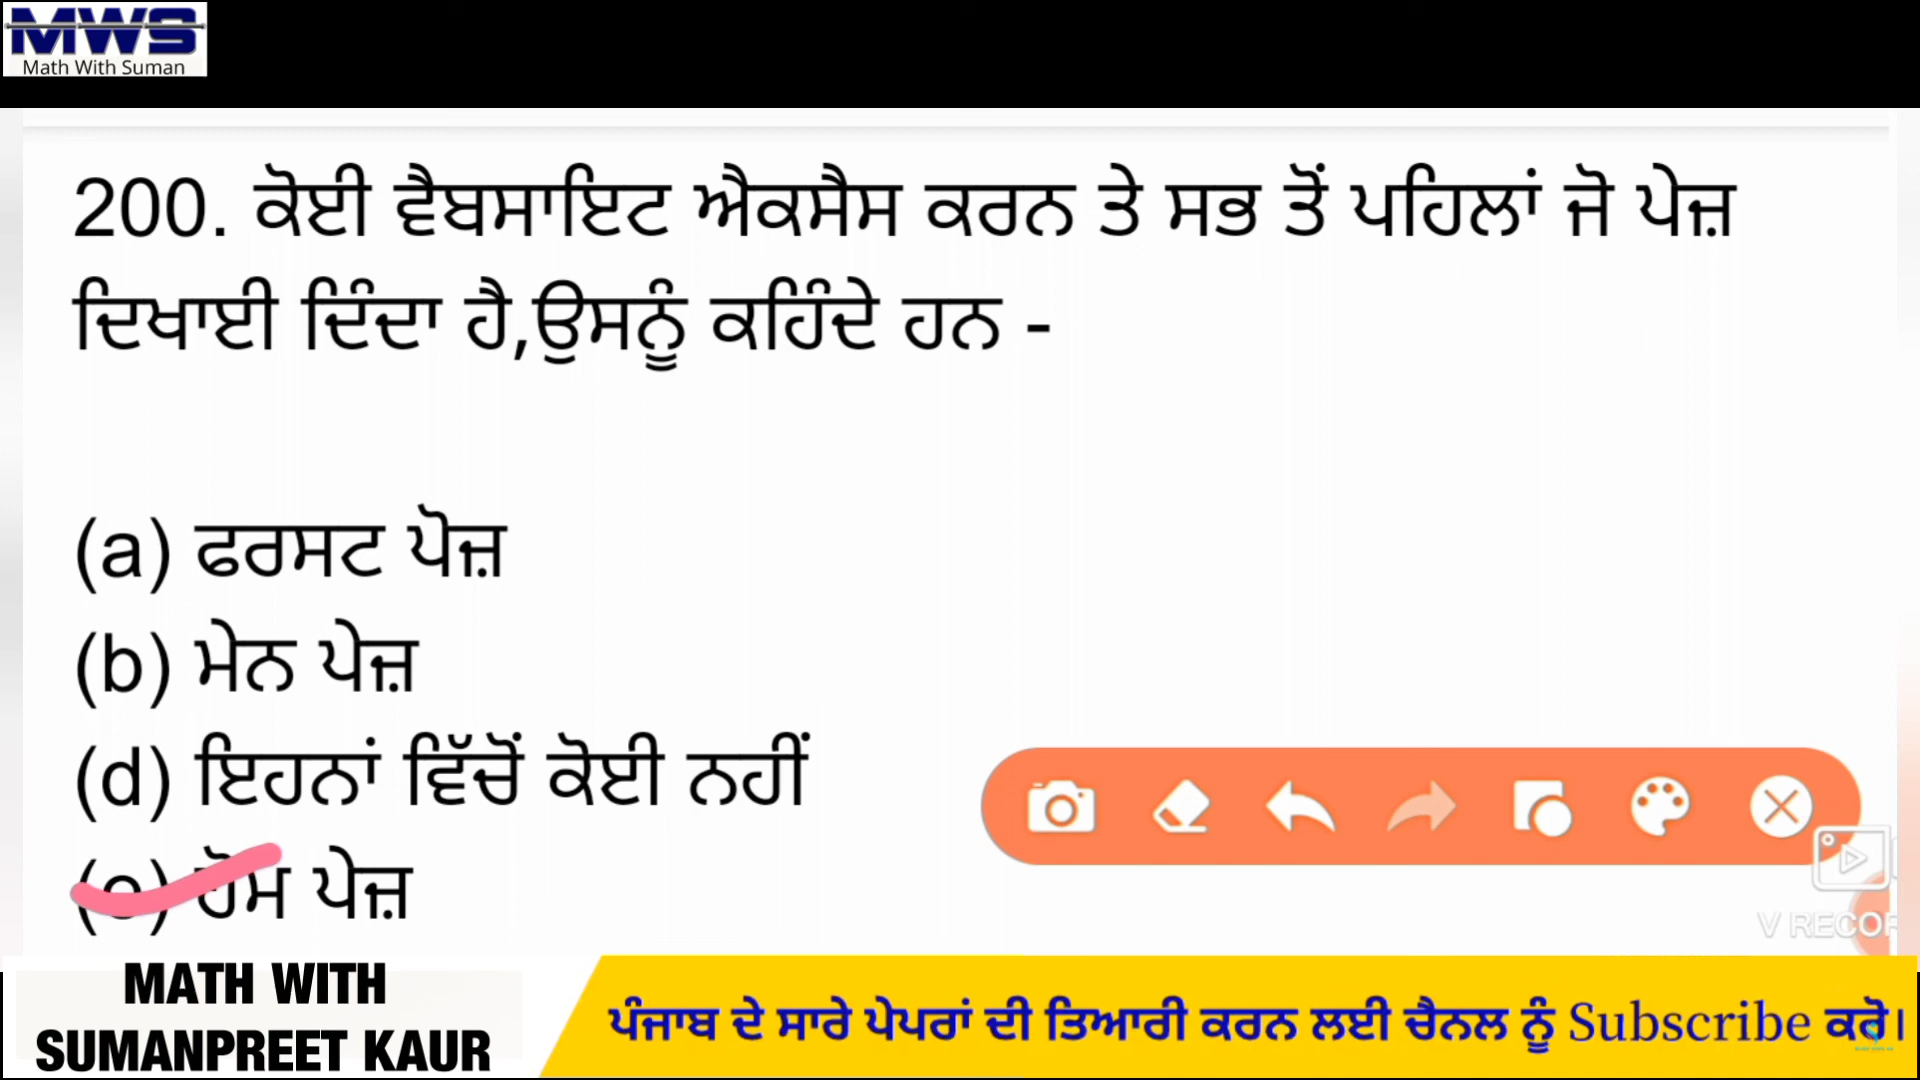 MWS
Math With Suman
200. ਕੋਈ ਵੈਬਸਾਇਟ ਐਕਸੈਸ ਕਰਨ ਤੇ ਸਭ ਤੋਂ ਪਹਿਲਾਂ ਜੋ ਪੇਜ਼
ਦਿਖਾਈ ਦਿੰਦਾ ਹੈ,ਉਸਨੂੰ ਕਹਿੰਦੇ ਹਨ -
(a) ਫਰਸਟ ਪੋਜ਼
(b) ਮੇਨ ਪੇਜ਼
(d) ਇਹਨਾਂ ਵਿੱਚੋਂ ਕੋਈ ਨਹੀਂ
ਹੋਮ ਪੇਜ਼
V RECOR
MATH WITH
SUMANPREET KAUR
ਪੰਜਾਬ ਦੇ ਸਾਰੇ ਪੇਪਰਾਂ ਦੀ ਤਿਆਰੀ ਕਰਨ ਲਈ ਚੈਨਲ ਨੂੰ Subscribe ਕਰੋ।